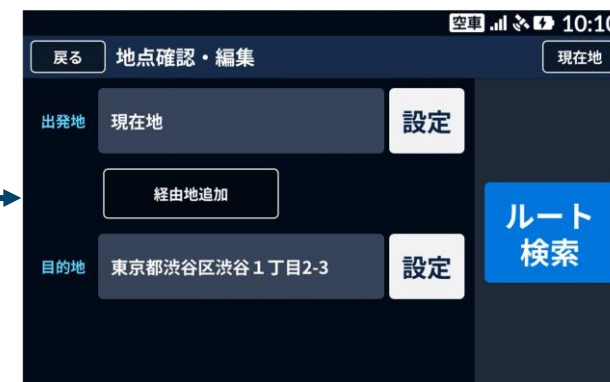 空車 10:10
戻る 地点確認・編集 現在地
出発地 現在地 設定
経由地追加
ルート
検索
目的地 東京都渋谷区渋谷1丁目2-3 設定